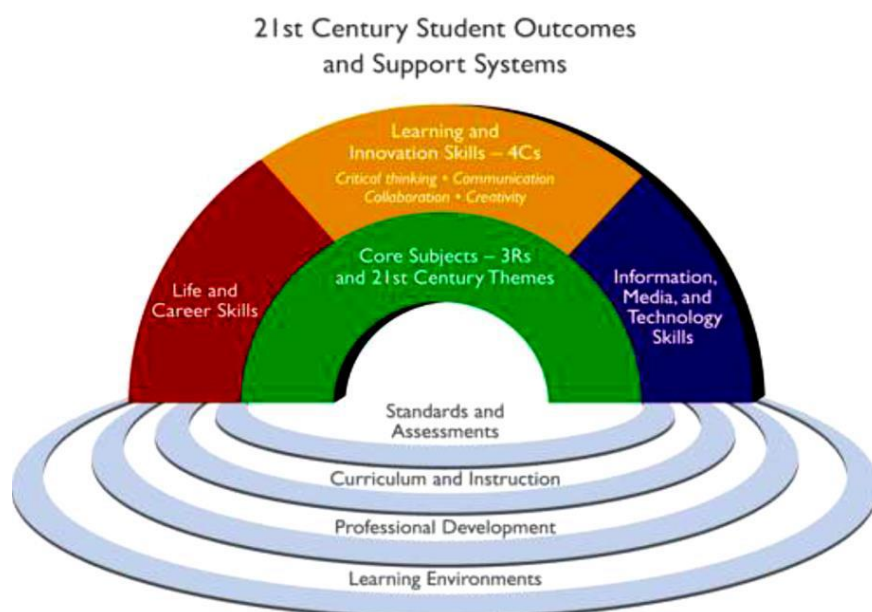 21st Century Student Outcomes
and Support Systems
Learning and
Innovation Skills – 4Cs
Critical thinking • Communication
Collaboration • Creativity
Core Subjects – 3Rs
and 21st Century Themes
Life and
Career Skills
Information,
Media, and
Technology
Skills
Standards and
Assessments
Curriculum and Instruction
Professional Development
Learning Environments